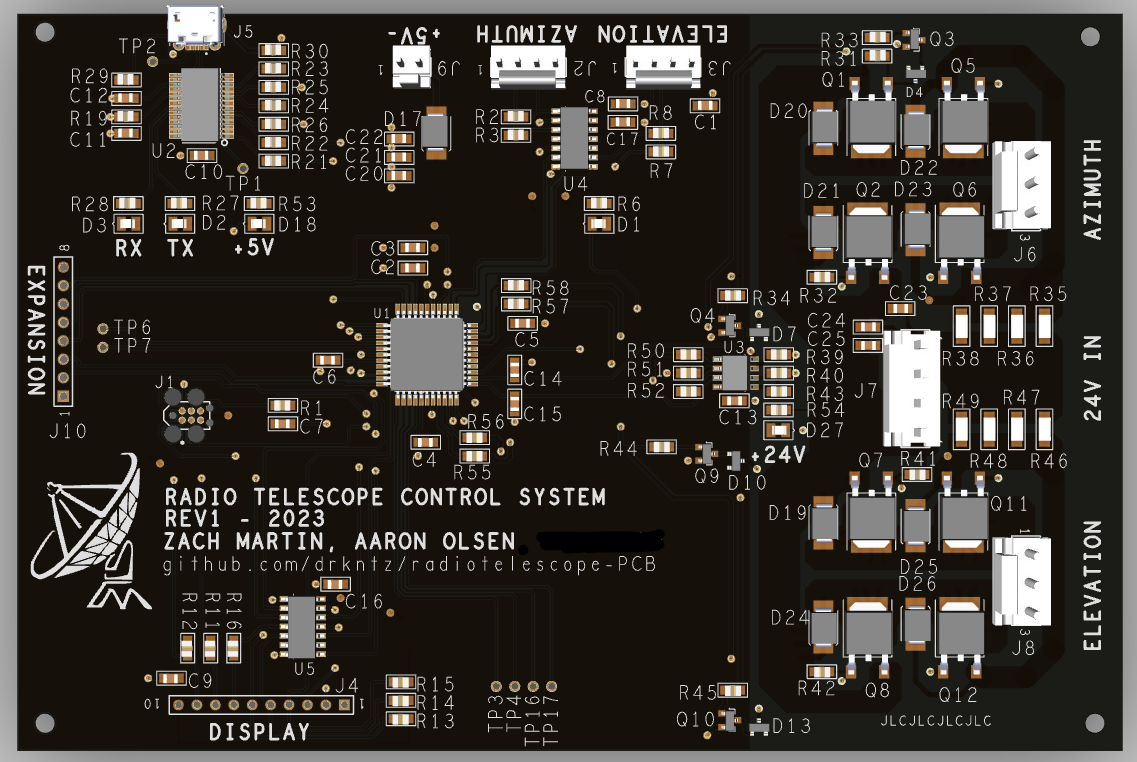 TP2
J5
-5V+
AZIMUTH
ELEVATION
R33
R31
Q3
R30
R29
R23
1
J9
1
J2
1
J3
D4
Q1
Q5
C12
R25
R19
R24
C11
R26
U2
R22
R21
C10
TP1
D17
C22
C21
C20
R2
R3
C8
C17
C1
R8
R7
U4
D20
D22
AZIMUTH
R28
R27
R53
D3
D2
D18
RX
TX
+5V
R6
D1
D21
Q2
D23
Q6
3
J6
8
EXPANSION
C3
C2
R32
C23
R37
R35
R58
R57
U1
C5
R34
Q4
D7
U3
C24
C25
R38
R36
TP6
TP7
C6
C14
R50
R51
R52
R39
R40
R43
R54
D27
24V IN
J1
R1
C7
C15
C13
J7
R49
R47
1
J10
R56
C4
R55
R44
+24V
Q9
D10
R41
R48
R46
Q7
Q11
RADIO TELESCOPE CONTROL SYSTEM
REV1 - 2023
ZACH MARTIN, AARON OLSEN
github.com/drkntz/radiotelescope-PCB
D19
D25
D26
1
ELEVATION
R12
R11
R16
C16
U5
D24
3
J8
C9
J4
10
1
DISPLAY
R15
R14
R13
TP3
TP4
TP16
TP17
R45
Q10
D13
R42
Q8
Q12
JLCJLCJLCJLC